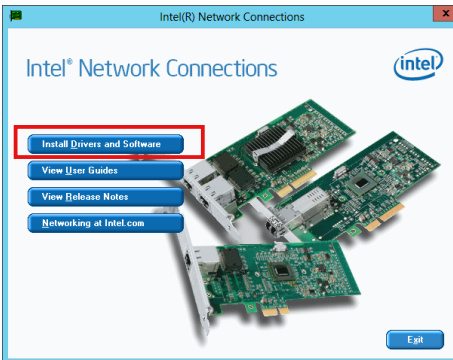 Intel(R) Network Connections
x
Intel® Network Connections
intel
Install Drivers and Software
View User Guides
View Release Notes
Networking at Intel.com
Exit